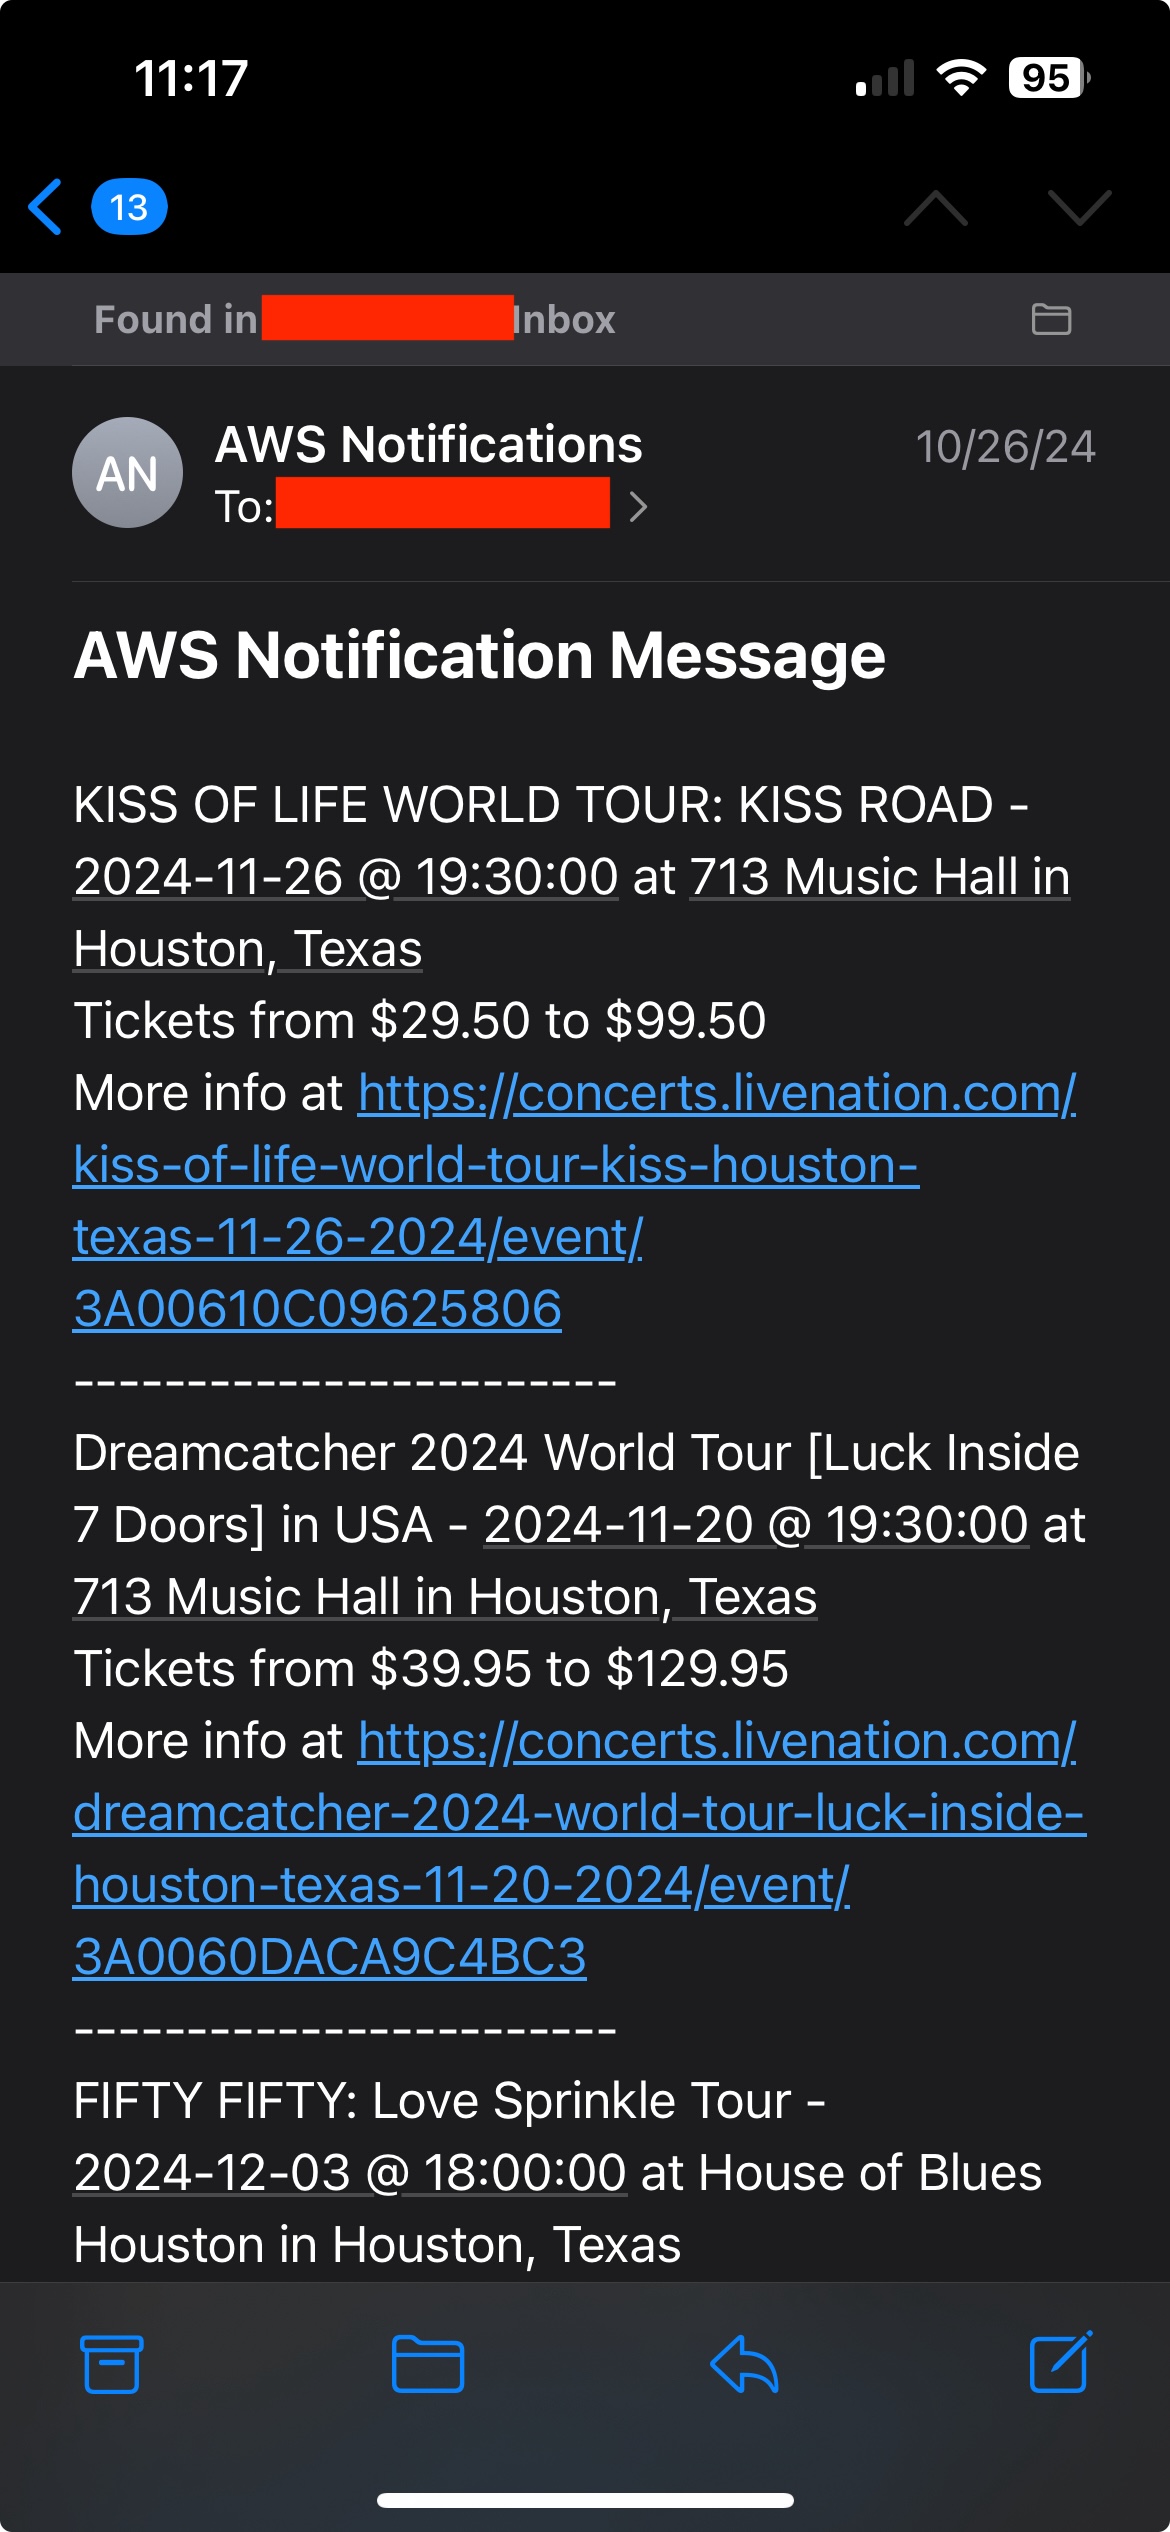 11:17
95
13
Found in
Inbox
AN
AWS Notifications
10/26/24
To:
AWS Notification Message
KISS OF LIFE WORLD TOUR: KISS ROAD -
2024-11-26 @ 19:30:00 at 713 Music Hall in
Houston, Texas
Tickets from $29.50 to $99.50
More info at https://concerts.livenation.com/
kiss-of-life-world-tour-kiss-houston-
texas-11-26-2024/event/
3A00610C09625806
------------------------
Dreamcatcher 2024 World Tour [Luck Inside
7 Doors] in USA - 2024-11-20 @ 19:30:00 at
713 Music Hall in Houston, Texas
Tickets from $39.95 to $129.95
More info at https://concerts.livenation.com/
dreamcatcher-2024-world-tour-luck-inside-
houston-texas-11-20-2024/event/
3A0060DACA9C4BC3
------------------------
FIFTY FIFTY: Love Sprinkle Tour -
2024-12-03 @ 18:00:00 at House of Blues
Houston in Houston, Texas